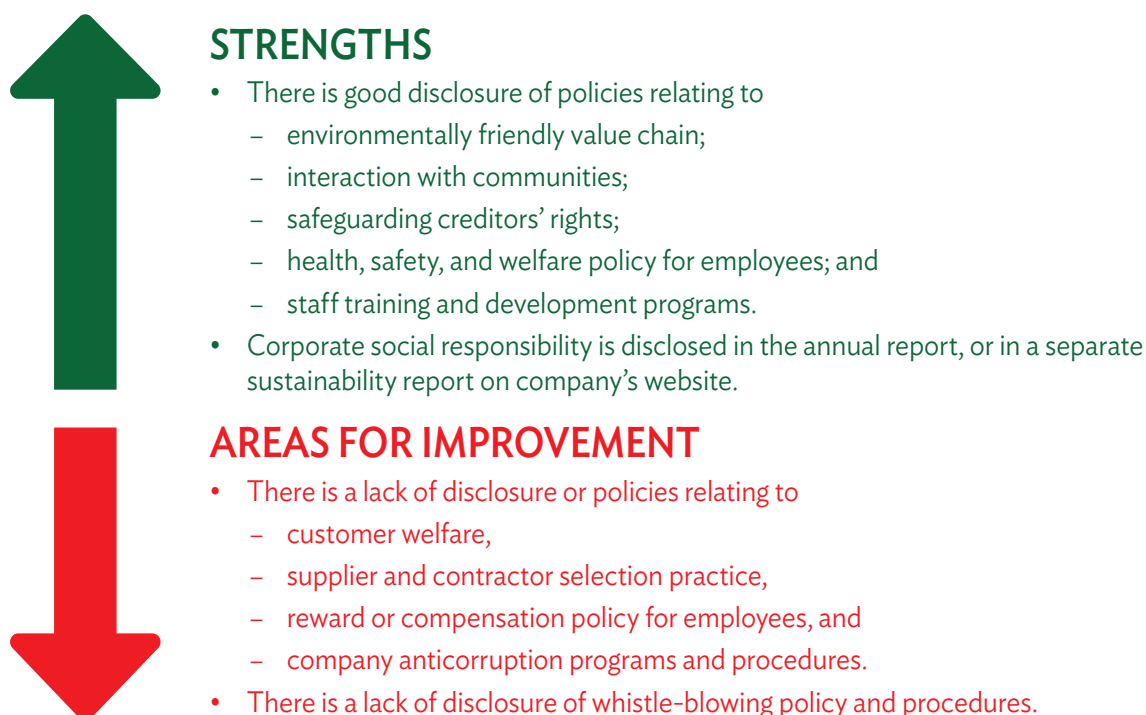 STRENGTHS
• There is good disclosure of policies relating to
– environmentally friendly value chain;
– interaction with communities;
– safeguarding creditors’ rights;
– health, safety, and welfare policy for employees; and
– staff training and development programs.
• Corporate social responsibility is disclosed in the annual report, or in a separate
sustainability report on company’s website.
AREAS FOR IMPROVEMENT
• There is a lack of disclosure or policies relating to
– customer welfare,
– supplier and contractor selection practice,
– reward or compensation policy for employees, and
– company anticorruption programs and procedures.
• There is a lack of disclosure of whistle-blowing policy and procedures.